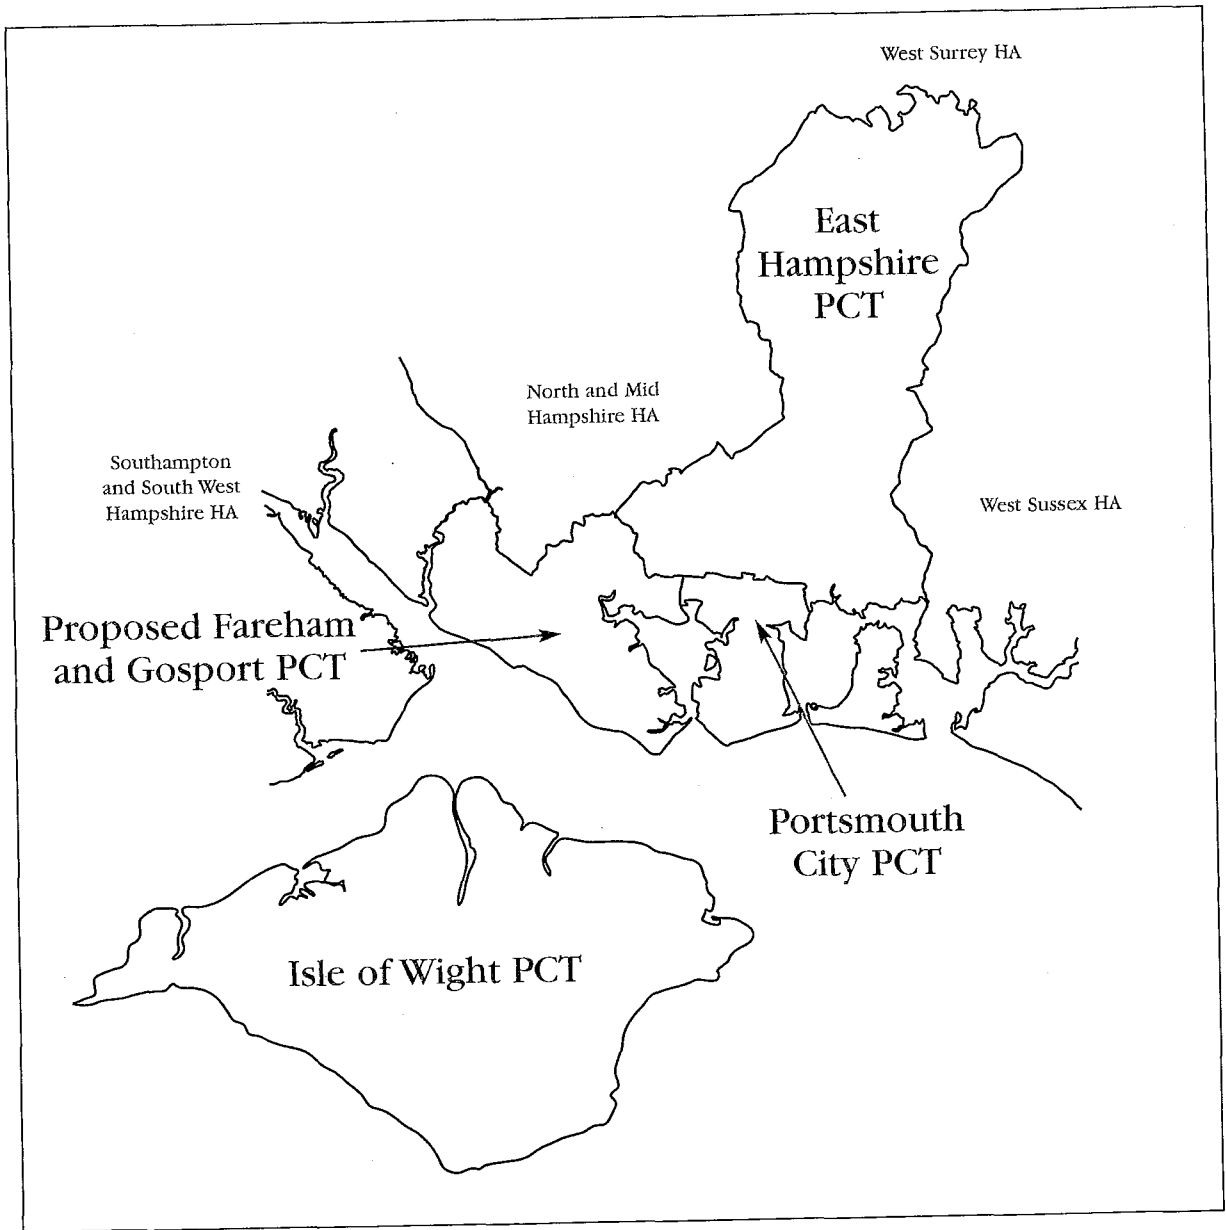 West Surrey HA
East
Hampshire
PCT
North and Mid
Hampshire HA
Southampton
and South West
Hampshire HA
West Sussex HA
Proposed Fareham
and Gosport PCT
Portsmouth
City PCT
Isle of Wight PCT